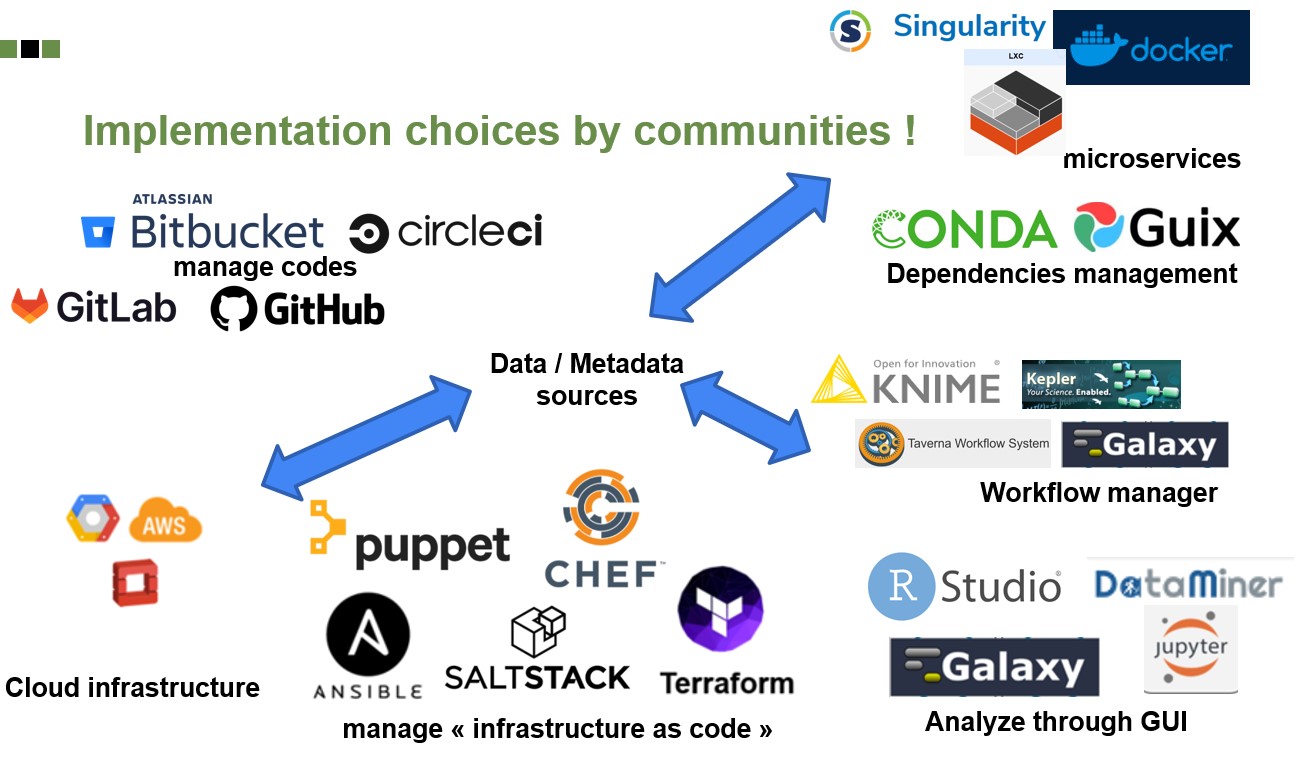 Singularity
docker
LXC
Implementation choices by communities !
microservices
ATLASSIAN
Bitbucket
circleci
manage codes
GitLab
GitHub
CONDA
Guix
Dependencies management
Data / Metadata
sources
Open for Innovation
KNIME
Kepler
Your Science. Enabled.
Taverna Workflow System
Galaxy
Workflow manager
AWS
puppet
CHEF™
ANSIBLE
SALTSTACK
Terraform
Cloud infrastructure
manage « infrastructure as code »
R Studio®
DataMiner
Galaxy
jupyter
Analyze through GUI